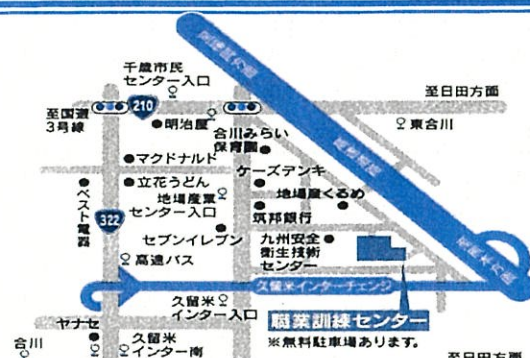 千歳市民
センター入口
210
至日田方面
至国道
3号線
明治屋
合川みらい
保育園
東合川
マクドナルド
ケーズデンキ
立花うどん
地場産くるめ
地場産業
センター入口
ベスト電器
322
筑邦銀行
セブンイレブン
九州安全
衛生技術
センター
高速バス
久留米インターチェンジ
久留米
インター入口
職業訓練センター
※無料駐車場あります。
ヤナセ
合川
久留米
インター南
至日田方面